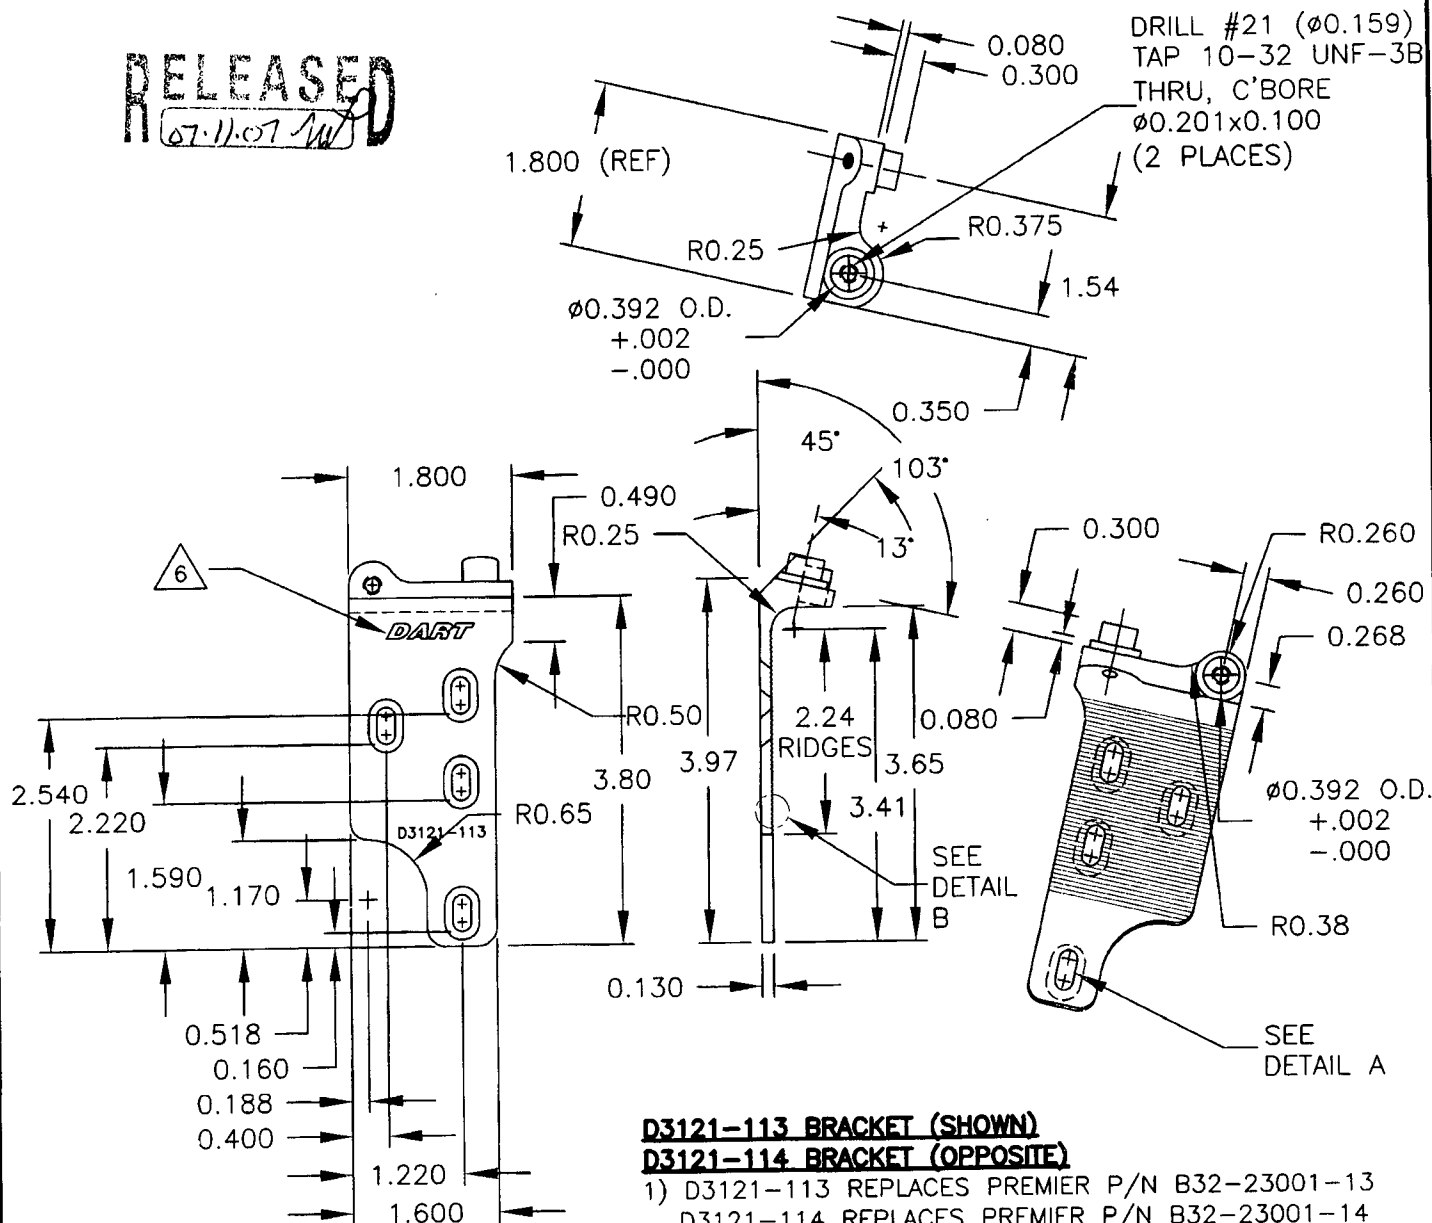 RELEASED
07.11.07
0.080
0.300
DRILL #21 (ø0.159)
TAP 10-32 UNF-3B
THRU, C'BORE
ø0.201x0.100
(2 PLACES)
1.800 (REF)
R0.25
R0.375
1.54
ø0.392 O.D.
+.002
-.000
0.350
45°
103°
13°
1.800
0.490
R0.25
6
DART
R0.50
2.540
2.220
1.590
1.170
D3121-113
R0.65
3.80
3.97
2.24
RIDGES
3.65
3.41
SEE
DETAIL
B
0.130
0.518
0.160
0.188
0.400
1.220
1.600
0.300
R0.260
0.260
0.268
0.080
ø0.392 O.D.
+.002
-.000
R0.38
SEE
DETAIL A
D3121-113 BRACKET (SHOWN)
D3121-114 BRACKET (OPPOSITE)
1) D3121-113 REPLACES PREMIER P/N B32-23001-13
D3121-114 REPLACES PREMIER P/N B32-23001-14